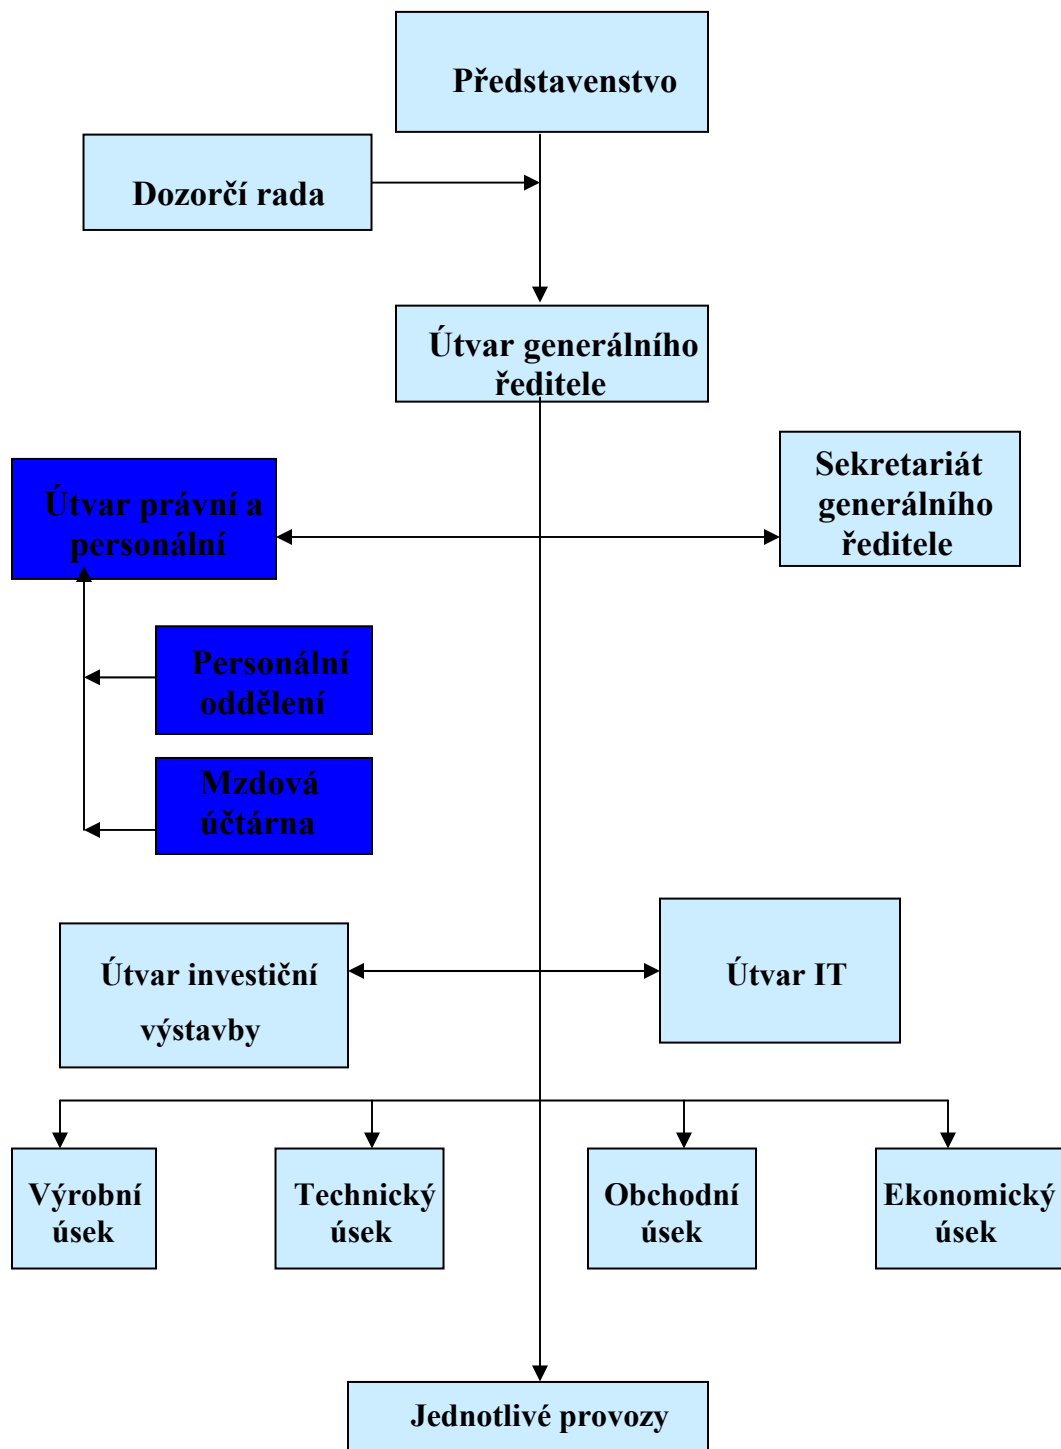 Představenstvo
Dozorčí rada
Útvar generálního
ředitele
Sekretariát
generálního
ředitele
Útvar právní a
personální
Personální
oddělení
Mzdová
účtárna
Útvar investiční
výstavby
Útvar IT
Výrobní
úsek
Technický
úsek
Obchodní
úsek
Ekonomický
úsek
Jednotlivé provozy